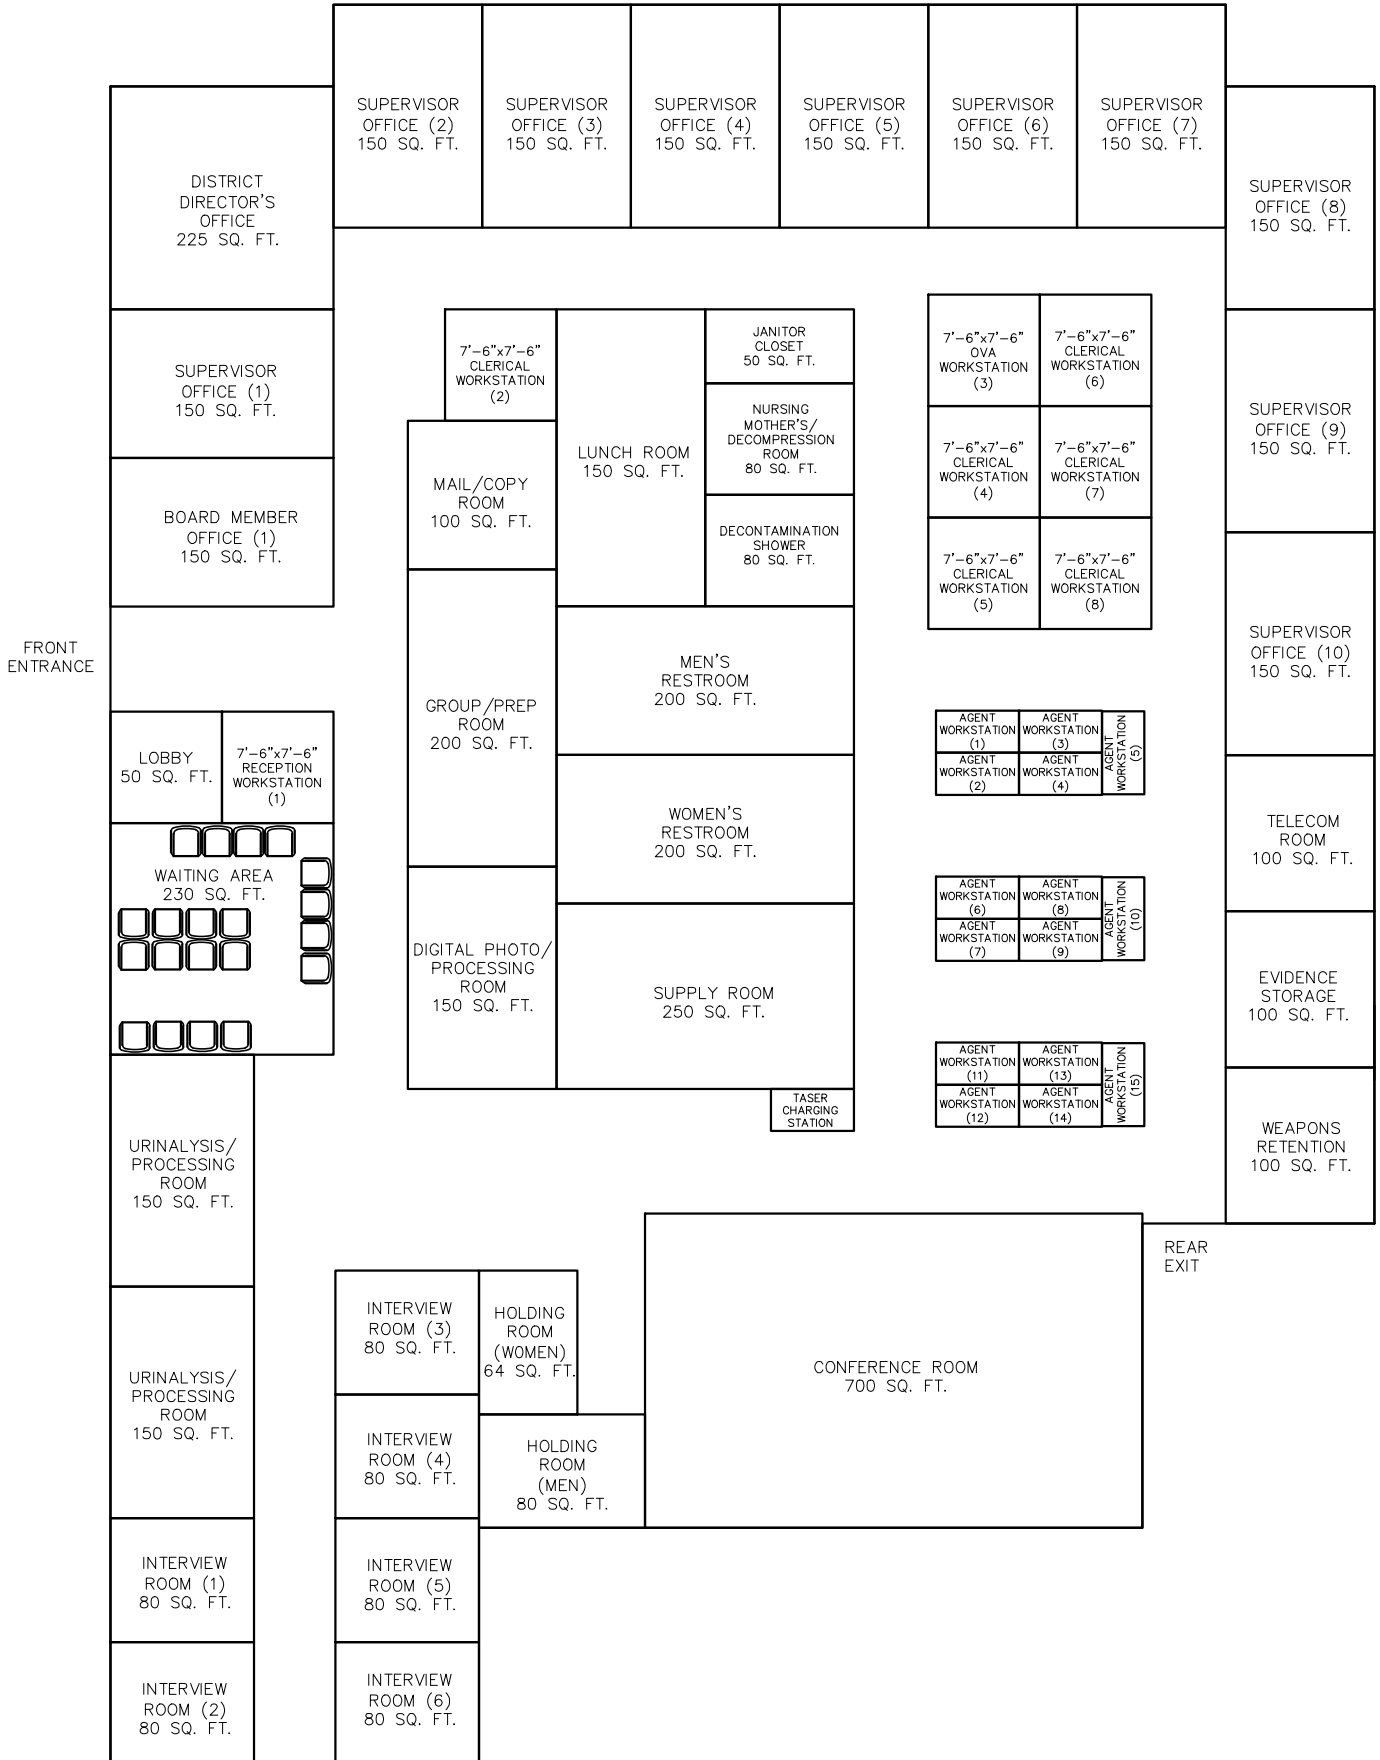 SUPERVISOR
OFFICE (2)
150 SQ. FT.
SUPERVISOR
OFFICE (3)
150 SQ. FT.
SUPERVISOR
OFFICE (4)
150 SQ. FT.
SUPERVISOR
OFFICE (5)
150 SQ. FT.
SUPERVISOR
OFFICE (6)
150 SQ. FT.
SUPERVISOR
OFFICE (7)
150 SQ. FT.
DISTRICT
DIRECTOR'S
OFFICE
225 SQ. FT.
SUPERVISOR
OFFICE (8)
150 SQ. FT.
SUPERVISOR
OFFICE (1)
150 SQ. FT.
BOARD MEMBER
OFFICE (1)
150 SQ. FT.
7'-6"x7'-6"
CLERICAL
WORKSTATION
(2)
MAIL/COPY
ROOM
100 SQ. FT.
LUNCH ROOM
150 SQ. FT.
JANITOR
CLOSET
50 SQ. FT.
NURSING
MOTHER'S/
DECOMPRESSION
ROOM
80 SQ. FT.
DECONTAMINATION
SHOWER
80 SQ. FT.
7'-6"x7'-6"
OVA
WORKSTATION
(3)
7'-6"x7'-6"
CLERICAL
WORKSTATION
(6)
7'-6"x7'-6"
CLERICAL
WORKSTATION
(4)
7'-6"x7'-6"
CLERICAL
WORKSTATION
(7)
7'-6"x7'-6"
CLERICAL
WORKSTATION
(5)
7'-6"x7'-6"
CLERICAL
WORKSTATION
(8)
SUPERVISOR
OFFICE (9)
150 SQ. FT.
SUPERVISOR
OFFICE (10)
150 SQ. FT.
FRONT
ENTRANCE
LOBBY
50 SQ. FT.
7'-6"x7'-6"
RECEPTION
WORKSTATION
(1)
GROUP/PREP
ROOM
200 SQ. FT.
MEN'S
RESTROOM
200 SQ. FT.
WOMEN'S
RESTROOM
200 SQ. FT.
AGENT
WORKSTATION
(1)
AGENT
WORKSTATION
(3)
AGENT
WORKSTATION
(2)
AGENT
WORKSTATION
(4)
AGENT
WORKSTATION
(5)
TELECOM
ROOM
100 SQ. FT.
WAITING AREA
230 SQ. FT.
AGENT
WORKSTATION
(6)
AGENT
WORKSTATION
(8)
AGENT
WORKSTATION
(7)
AGENT
WORKSTATION
(9)
AGENT
WORKSTATION
(10)
DIGITAL PHOTO/
PROCESSING
ROOM
150 SQ. FT.
SUPPLY ROOM
250 SQ. FT.
EVIDENCE
STORAGE
100 SQ. FT.
AGENT
WORKSTATION
(11)
AGENT
WORKSTATION
(13)
AGENT
WORKSTATION
(12)
AGENT
WORKSTATION
(14)
AGENT
WORKSTATION
(15)
TASER
CHARGING
STATION
WEAPONS
RETENTION
100 SQ. FT.
URINALYSIS/
PROCESSING
ROOM
150 SQ. FT.
REAR
EXIT
URINALYSIS/
PROCESSING
ROOM
150 SQ. FT.
INTERVIEW
ROOM (3)
80 SQ. FT.
HOLDING
ROOM
(WOMEN)
64 SQ. FT.
CONFERENCE ROOM
700 SQ. FT.
INTERVIEW
ROOM (4)
80 SQ. FT.
HOLDING
ROOM
(MEN)
80 SQ. FT.
INTERVIEW
ROOM (1)
80 SQ. FT.
INTERVIEW
ROOM (5)
80 SQ. FT.
INTERVIEW
ROOM (2)
80 SQ. FT.
INTERVIEW
ROOM (6)
80 SQ. FT.